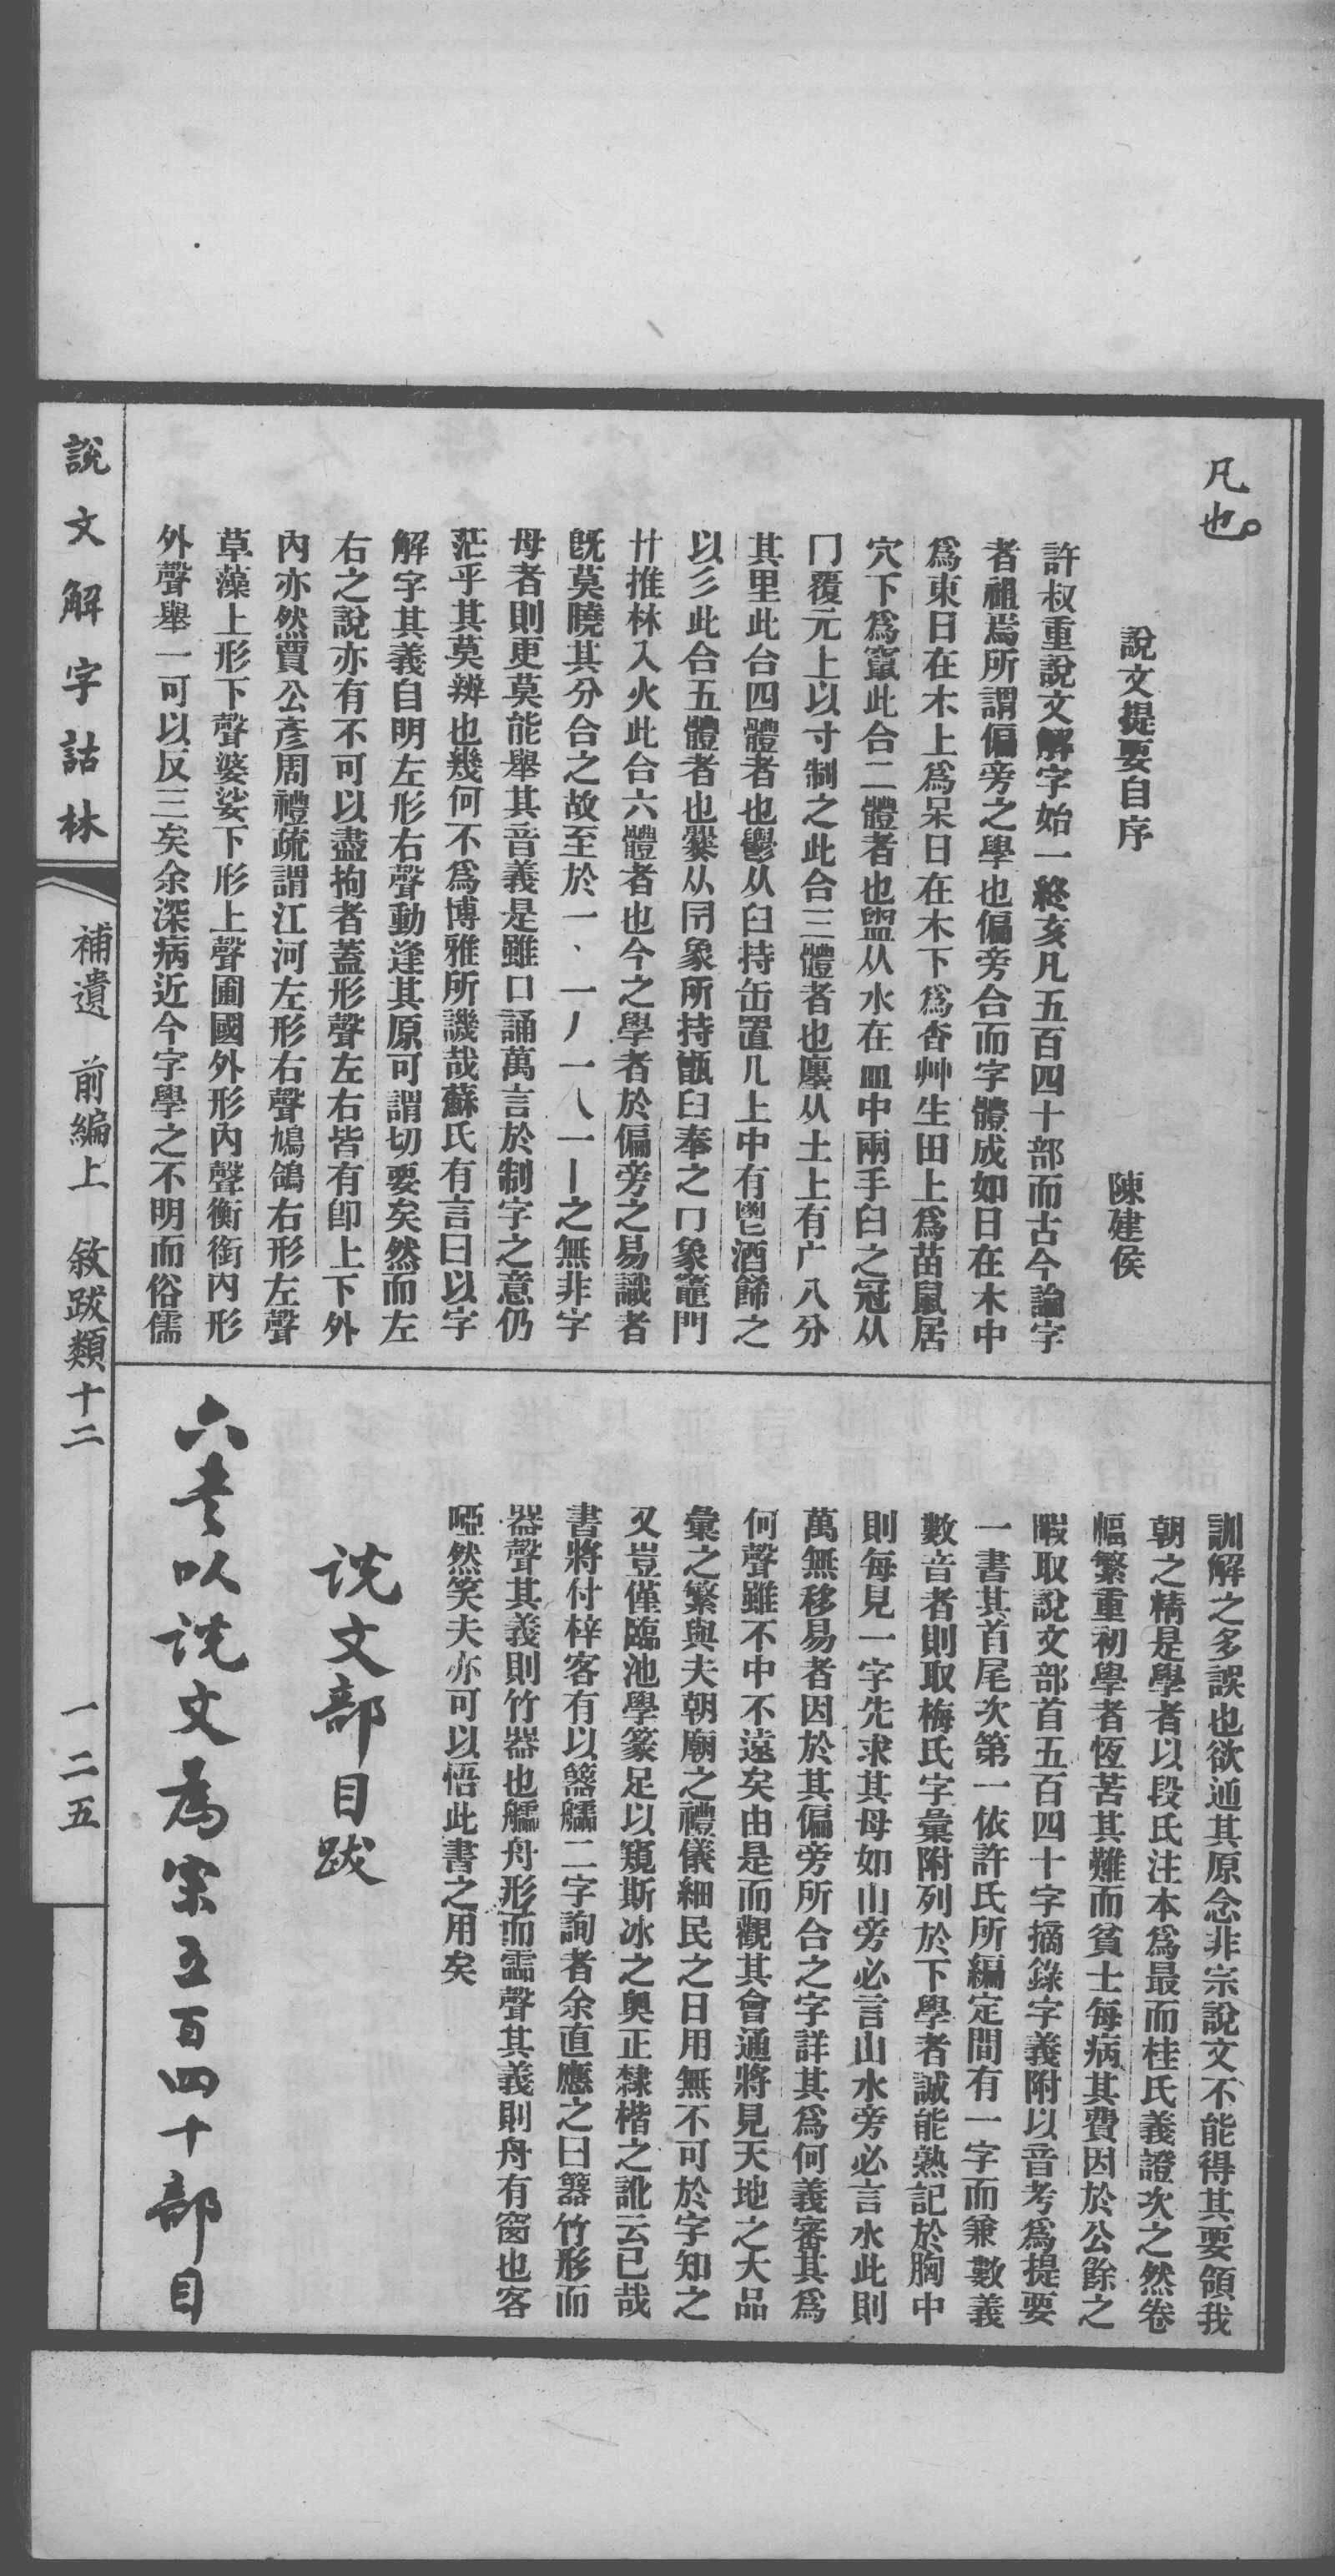 凡也。
說文提要自序　陳建侯
許叔重說文解字始一終亥凡五百四十部而古今論字
者祖焉所謂偏旁之學也偏旁合而字體成如日在木中
爲東日在木上爲杲日在木下爲杳艸生田上爲苗鼠居
穴下爲竄此合二體者也盥从水在皿中兩手臼之冠从
冂覆元上以寸制之此合三體者也廛从土上有广八分
其里此合四體者也鬱从臼持缶置几上中有鬯酒餙之
以彡此合五體者也爨从𦥯象所持甑臼奉之冖象竈門
廾推林入火此合六體者也今之學者於偏旁之易識者
旣莫曉其分合之故至於一丶一丿一乀一丨之無非字
母者則更莫能舉其音義是雖口誦萬言於制字之意仍
茫乎其莫辨也幾何不爲博雅所譏哉蘇氏有言曰以字
解字其義自明左形右聲動逢其原可謂切要矣然而左
右之說亦有不可以盡拘者蓋形聲左右皆有卽上下外
內亦然賈公彥周禮疏謂江河左形右聲鳩鴿右形左聲
草藻上形下聲婆娑下形上聲圃國外形內聲衡銜內形
外聲舉一可以反三矣余深病近今字學之不明而俗儒
訓解之多誤也欲通其原念非宗說文不能得其要領我
朝之精是學者以段氏注本爲最而桂氏義證次之然卷
幅繁重初學者恆苦其難而貧士每病其費因於公餘之
暇取說文部首五百四十字摘錄字義附以音考爲提要
一書其首尾次第一依許氏所編定間有一字而兼數義
數音者則取梅氏字彙附列於下學者誠能熟記於胸中
則每見一字先求其母如山旁必言山水旁必言水此則
萬無移易者因於其偏旁所合之字詳其爲何義審其爲
何聲雖不中不遠矣由是而觀其會通將見天地之大品
彙之繁與夫朝廟之禮儀細民之日用無不可於字知之
又豈僅臨池學篆足以窺斯冰之奧正隸楷之訛云已哉
書將付梓客有以䉤艦二字詢者余直應之曰䉤竹形而
器聲其義則竹器也艦舟形而霝聲其義則舟有窗也客
啞然笑夫亦可以悟此書之用矣
說文部目跋
六書以說文爲宗五百四十部目
說文解字詁林
補遺　前編上　敘跋類十二
一二五